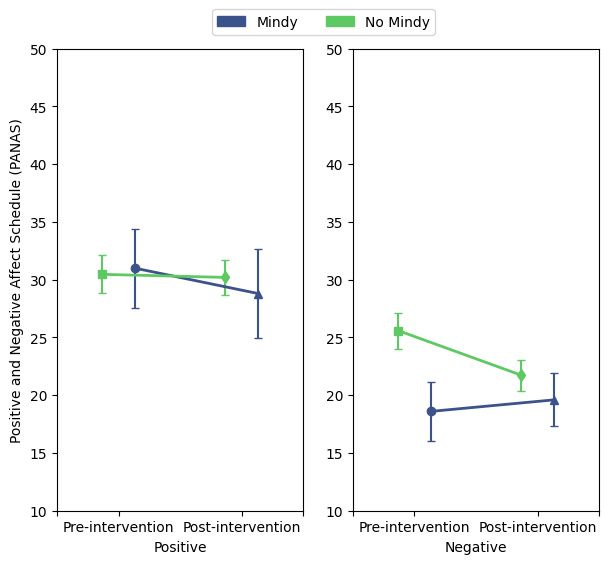 Mindy
No Mindy
Positive and Negative Affect Schedule (PANAS)
50
45
40
35
30
25
20
15
10
Pre-intervention
Post-intervention
Positive
50
45
40
35
30
25
20
15
10
Pre-intervention
Post-intervention
Negative